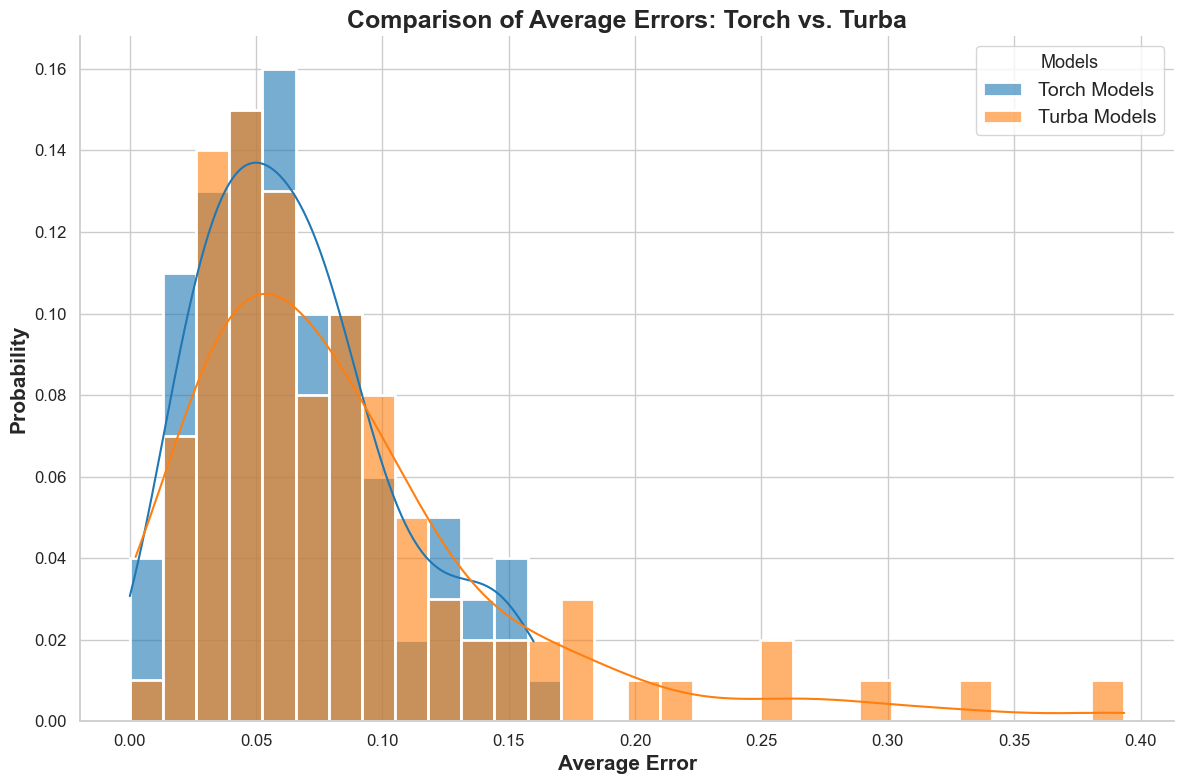 Comparison of Average Errors: Torch vs. Turba
Models
Torch Models
Turba Models
Probability
0.16
0.14
0.12
0.10
0.08
0.06
0.04
0.02
0.00
0.00 0.05 0.10 0.15 0.20 0.25 0.30 0.35 0.40
Average Error